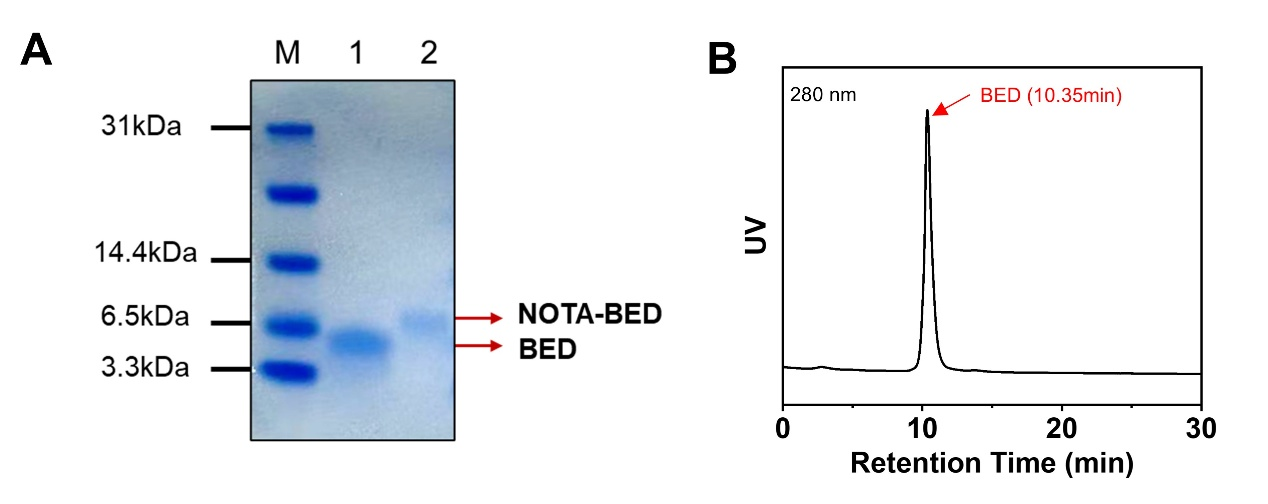 A
M 1 2
31kDa
14.4kDa
6.5kDa
3.3kDa
NOTA-BED
BED
B
280 nm
BED (10.35min)
UV
0 10 20 30
Retention Time (min)